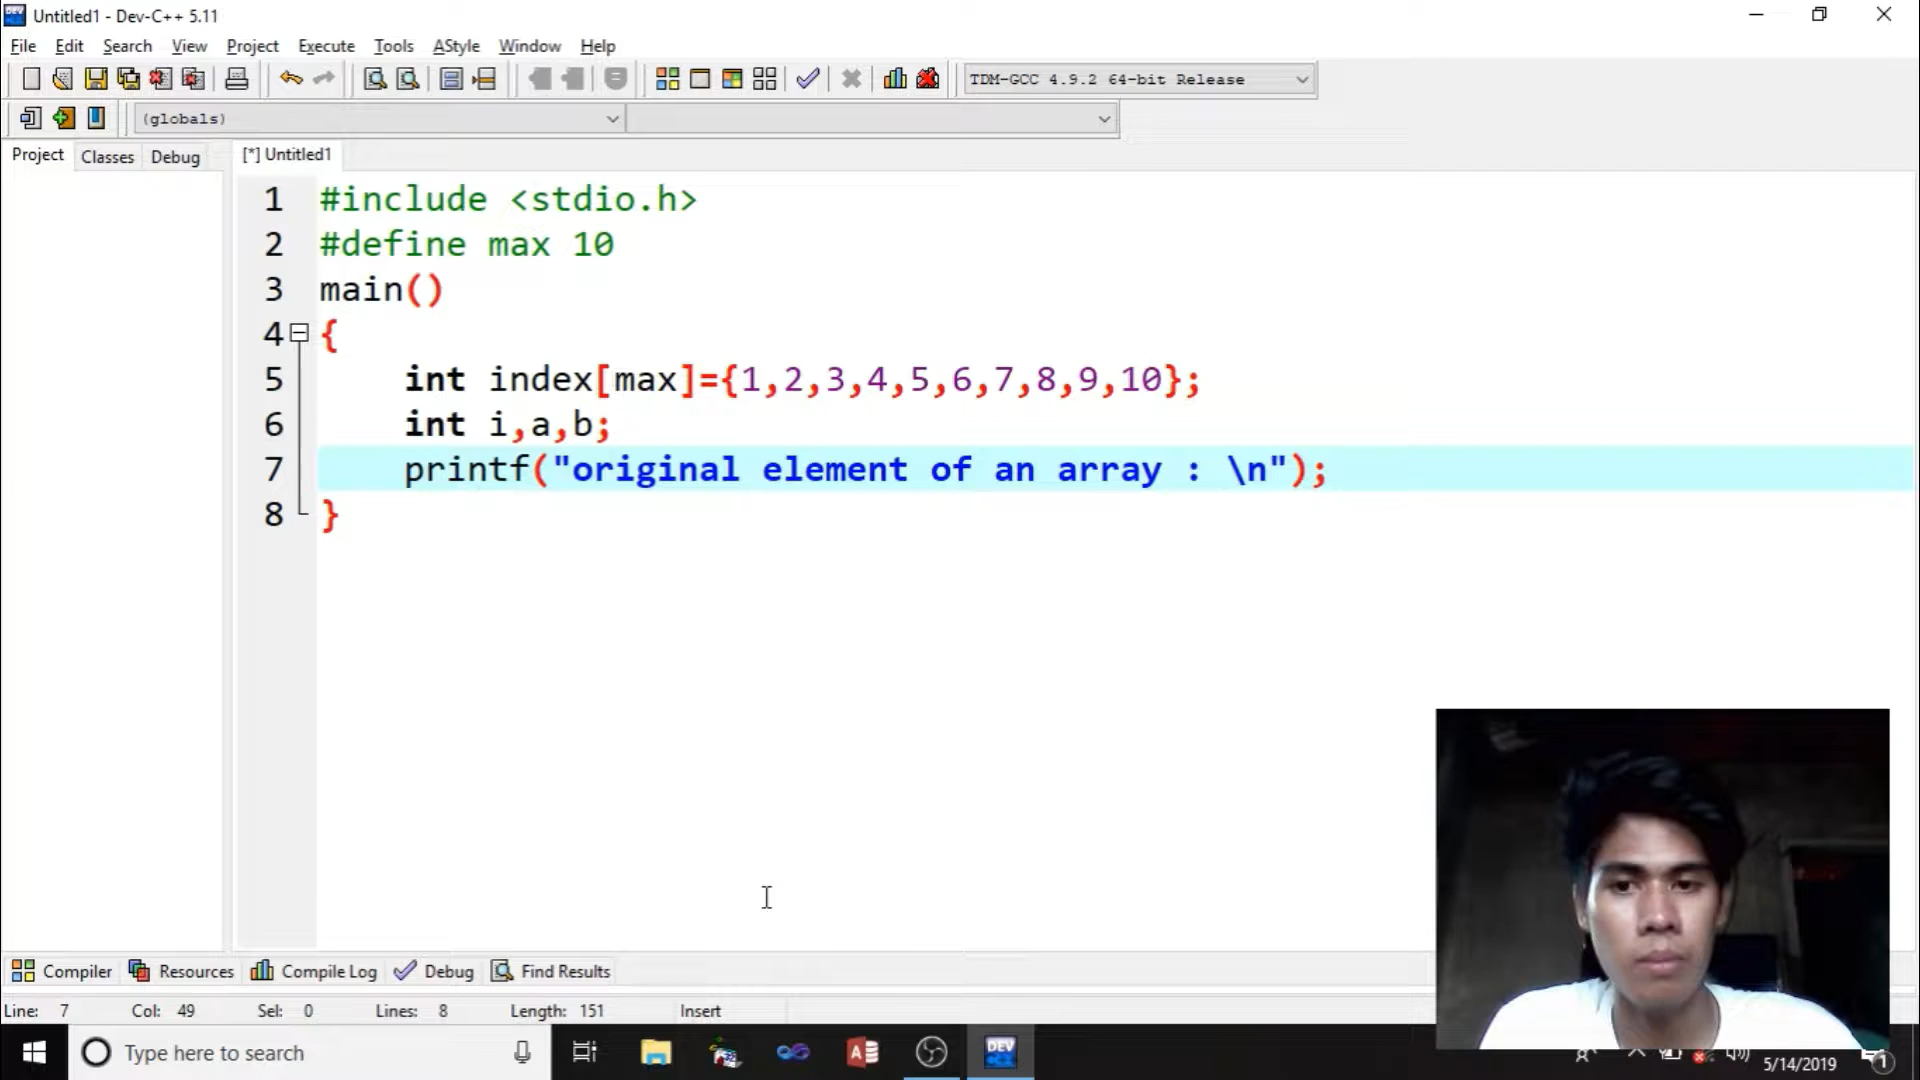 Untitled1 - Dev-C++ 5.11
File Edit Search View Project Execute Tools AStyle Window Help
TDM-GCC 4.9.2 64-bit Release
(globals)
Project Classes Debug [*] Untitled1
1 #include <stdio.h>
2 #define max 10
3 main()
4 {
5 int index[max]={1,2,3,4,5,6,7,8,9,10};
6 int i,a,b;
7 printf("original element of an array : \n");
8 }
Compiler Resources Compile Log Debug Find Results
Line: 7 Col: 49 Sel: 0 Lines: 8 Length: 151 Insert
Type here to search
DEV
5/14/2019
1